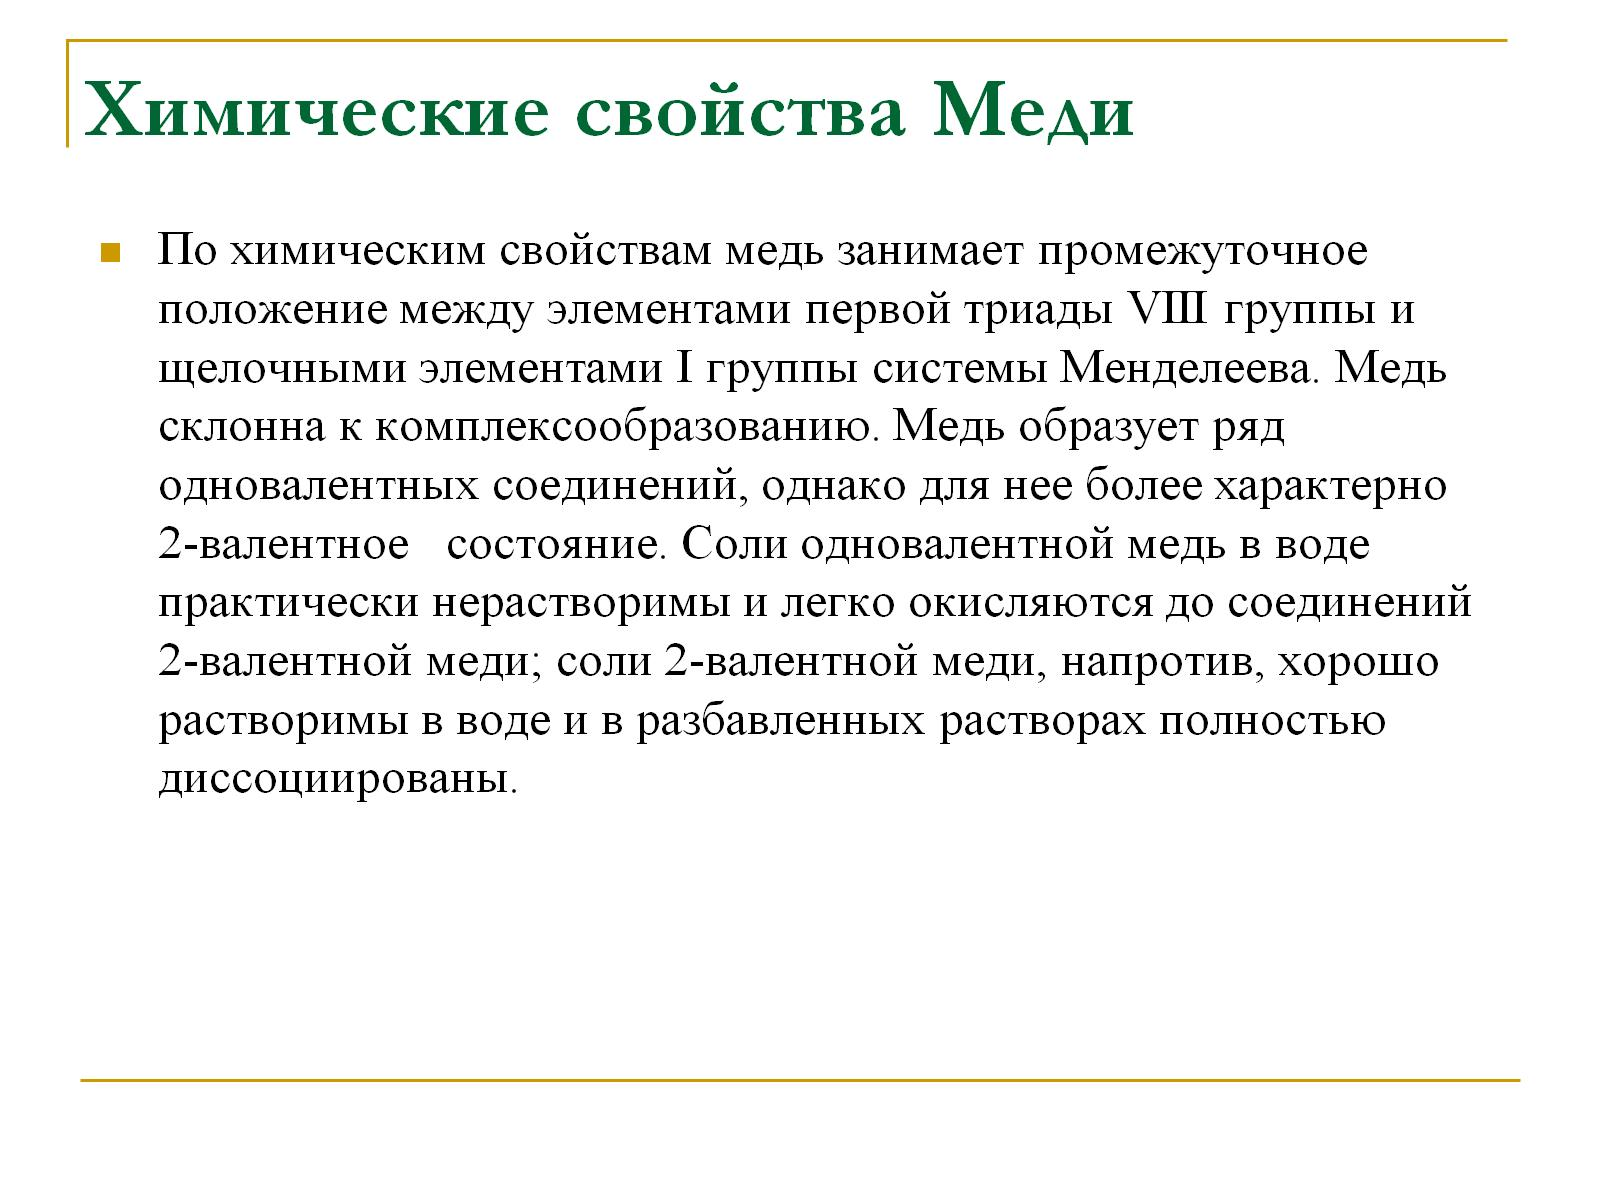 Химические свойства Меди
По химическим свойствам медь занимает промежуточное
положение между элементами первой триады VIII группы и
щелочными элементами I группы системы Менделеева. Медь
склонна к комплексообразованию. Медь образует ряд
одновалентных соединений, однако для нее более характерно
2-валентное состояние. Соли одновалентной медь в воде
практически нерастворимы и легко окисляются до соединений
2-валентной меди; соли 2-валентной меди, напротив, хорошо
растворимы в воде и в разбавленных растворах полностью
диссоциированы.